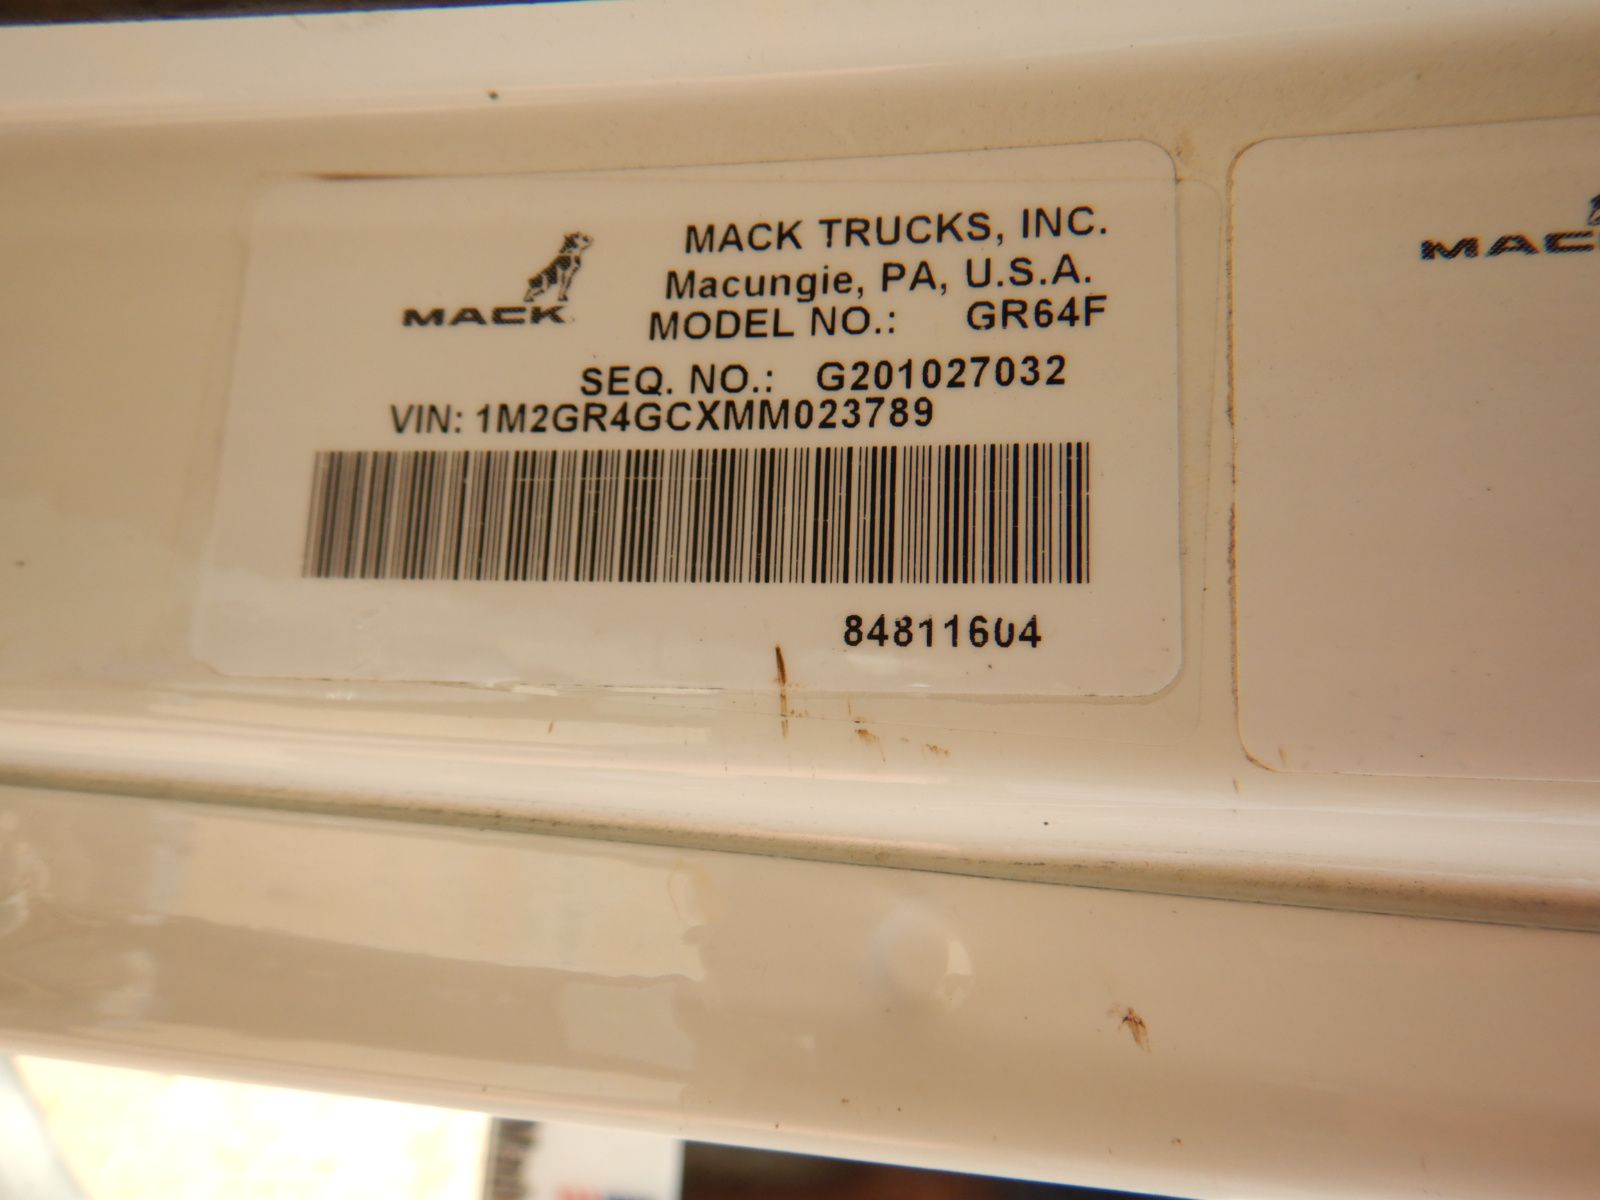 MACK
MACK TRUCKS, INC.
Macungie, PA, U.S.A.
MODEL NO.: GR64F
SEQ. NO.: G201027032
VIN: 1M2GR4GCXMM023789
84811604
MAC